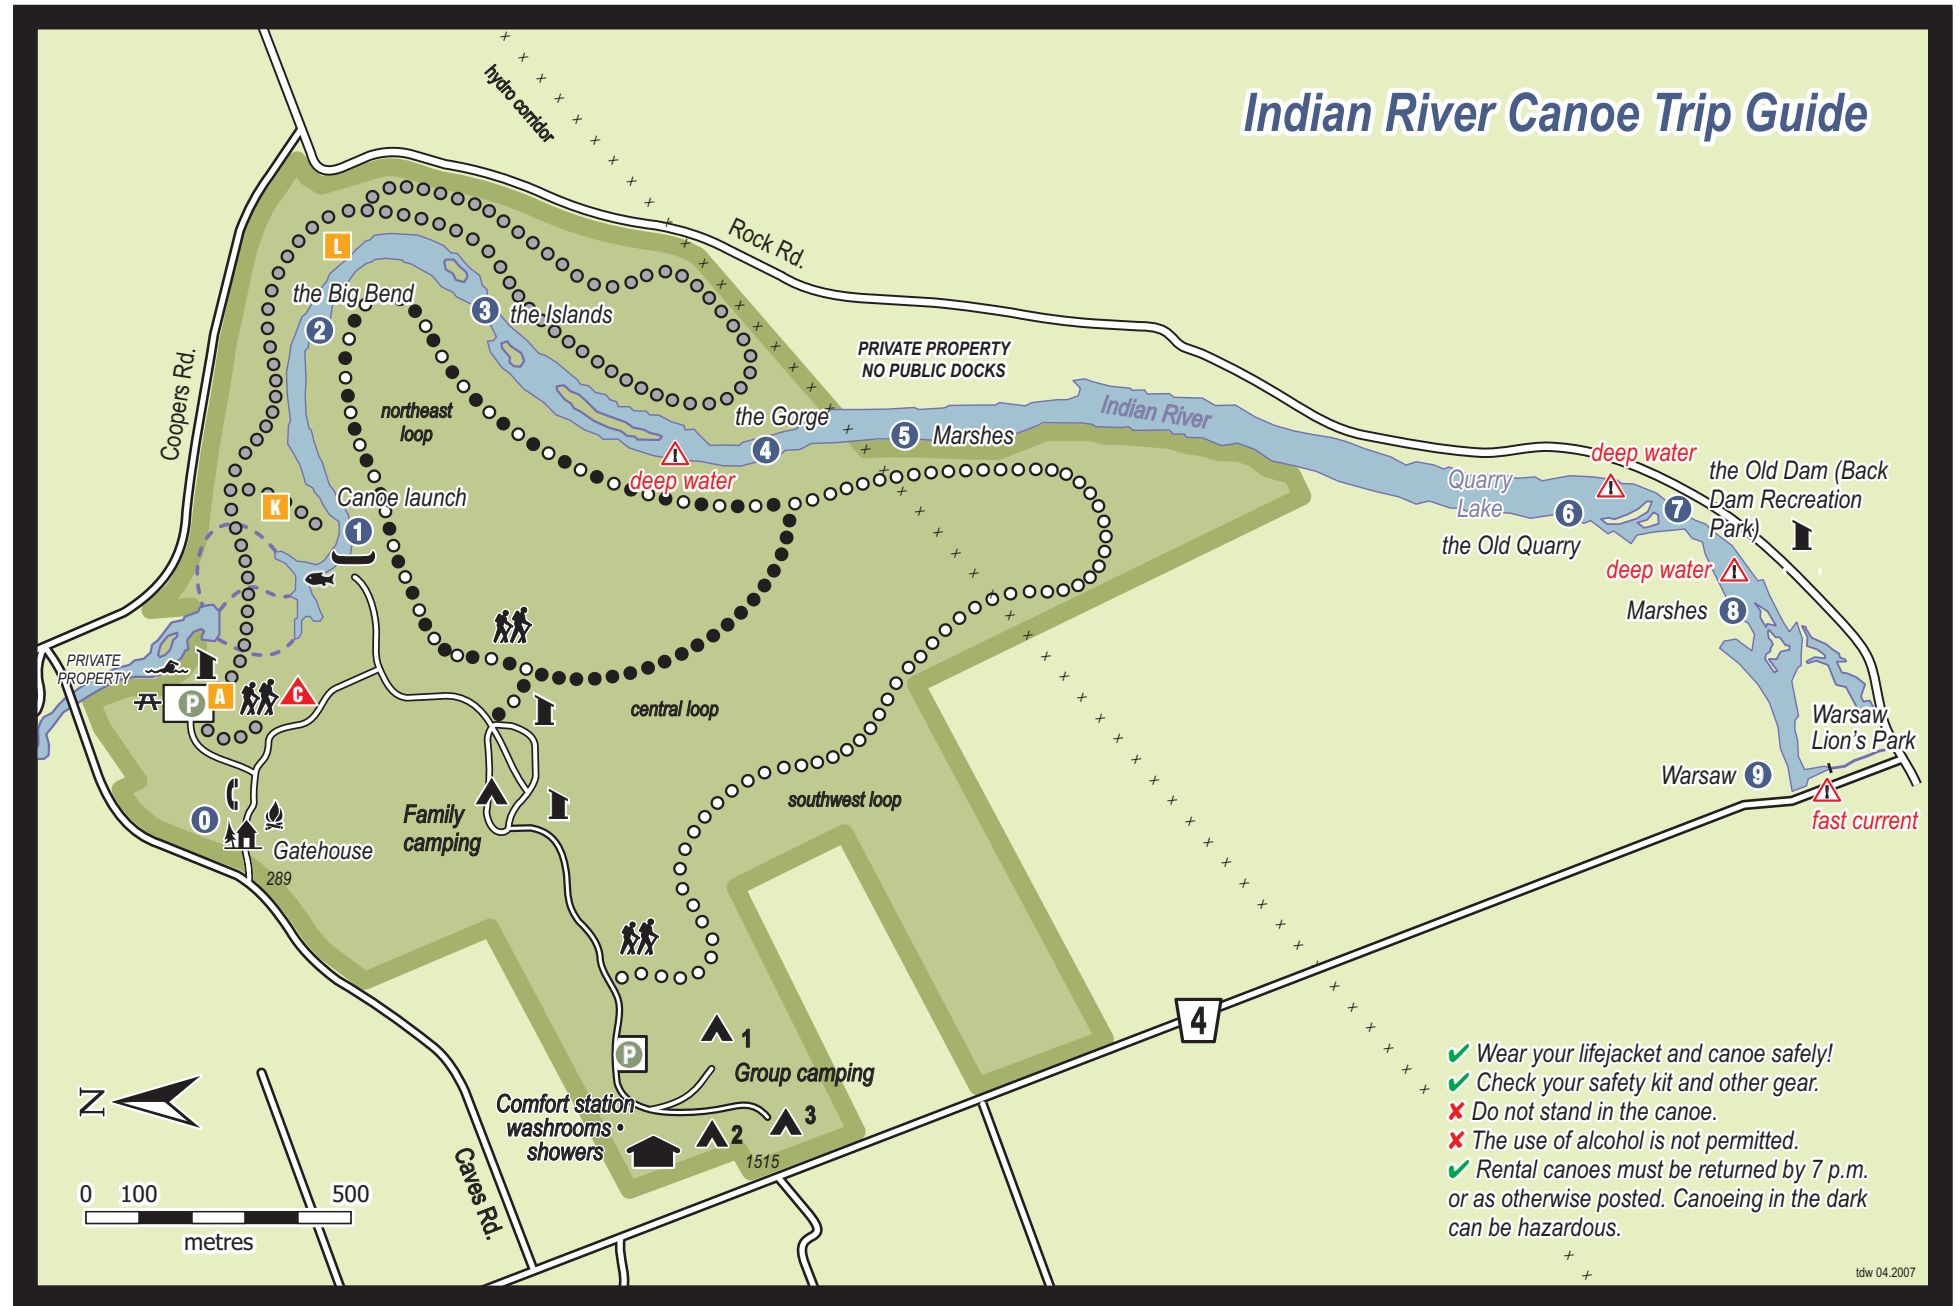 hydro corridor
Indian River Canoe Trip Guide
Rock Rd.
L
the Big Bend
2
3
the Islands
Coopers Rd.
northeast
loop
PRIVATE PROPERTY
NO PUBLIC DOCKS
the Gorge
4
5
Marshes
Indian River
deep water
Quarry
Lake
deep water
6
7
the Old Dam (Back
Dam Recreation
Park)
the Old Quarry
deep water
Marshes
8
K
Canoe launch
1
PRIVATE
PROPERTY
P
A
C
central loop
Warsaw
Lion's Park
Warsaw
9
fast current
southwest loop
0
Family
camping
Gatehouse
289
4
P
1
Group camping
Comfort station
washrooms •
showers
2
3
1515
N
0 100 500
metres
Caves Rd.
✔ Wear your lifejacket and canoe safely!
✔ Check your safety kit and other gear.
✘ Do not stand in the canoe.
✘ The use of alcohol is not permitted.
✔ Rental canoes must be returned by 7 p.m.
or as otherwise posted. Canoeing in the dark
can be hazardous.
tdw 04.2007